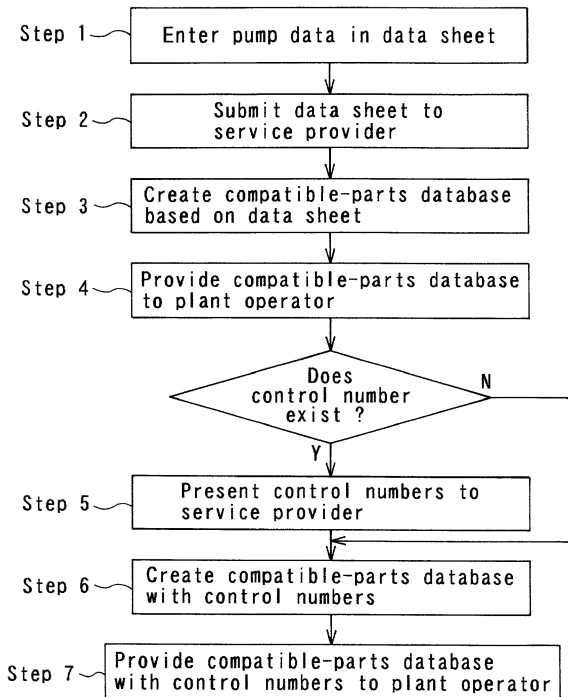 Step 1
Enter pump data in data sheet
Step 2
Submit data sheet to
service provider
Step 3
Create compatible-parts database
based on data sheet
Step 4
Provide compatible-parts database
to plant operator
Does
control number
exist ?
N
Y
Step 5
Present control numbers to
service provider
Step 6
Create compatible-parts database
with control numbers
Step 7
Provide compatible-parts database
with control numbers to plant operator